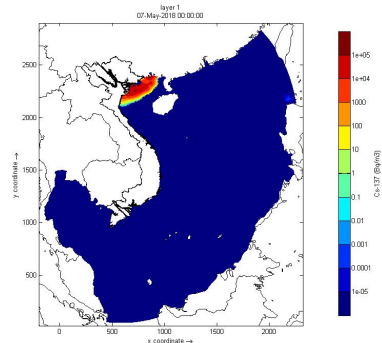 layer 1
07-May-2018 00:00:00
2500
2000
1500
1000
500
y coordinate →
0
500
1000
1500
2000
x coordinate →
1e+05
1e+04
1000
100
10
1
0.1
0.01
0.001
0.0001
1e-05
Cs-137 (Bq/m3)